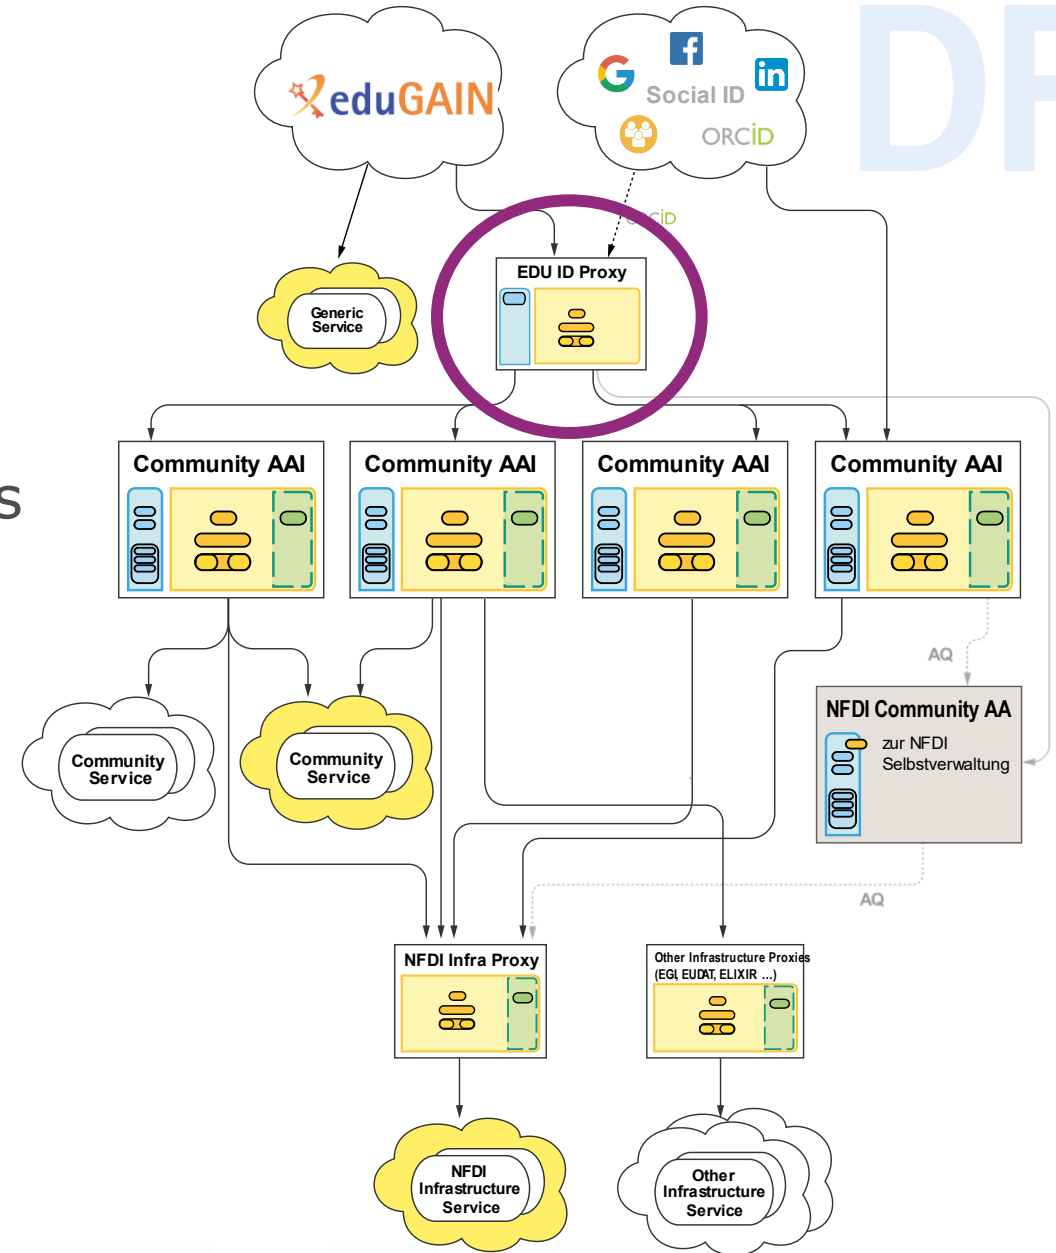 DF
eduGAIN
Social ID
ORCiD
ORCiD
EDU ID Proxy
Generic
Service
s
Community AAI
Community AAI
Community AAI
Community AAI
AQ
NFDI Community AA
zur NFDI
Selbstverwaltung
Community
Service
Community
Service
AQ
NFDI Infra Proxy
Other Infrastructure Proxies
(EGI, EUDAT, ELIXIR ...)
NFDI
Infrastructure
Service
Other
Infrastructure
Service